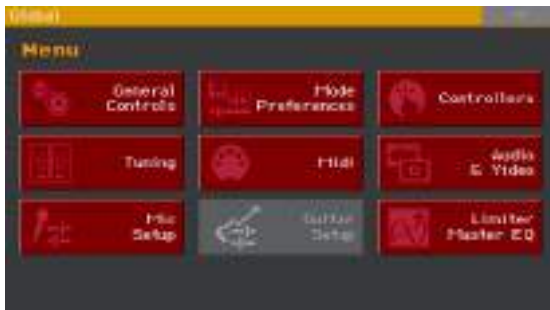 Global
Menu
General
Controls
Mode
Preferences
Controllers
Tuning
Midi
Audio
& Video
Mic
Setup
Guitar
Setup
Limiter
Master EQ